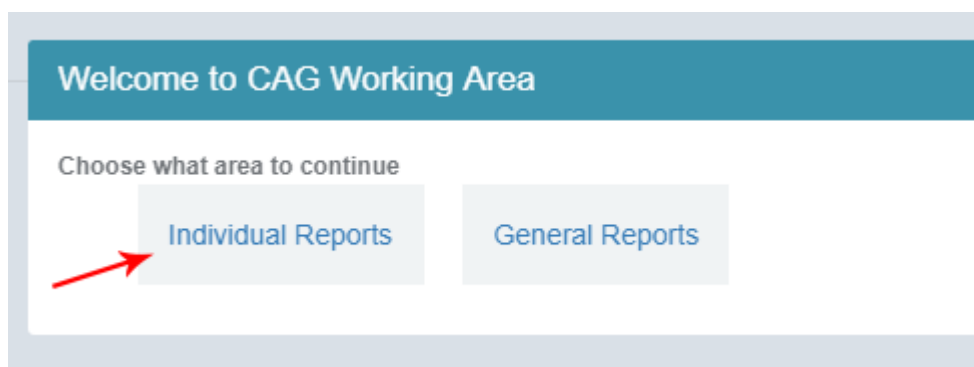 Welcome to CAG Working Area
Choose what area to continue
Individual Reports
General Reports